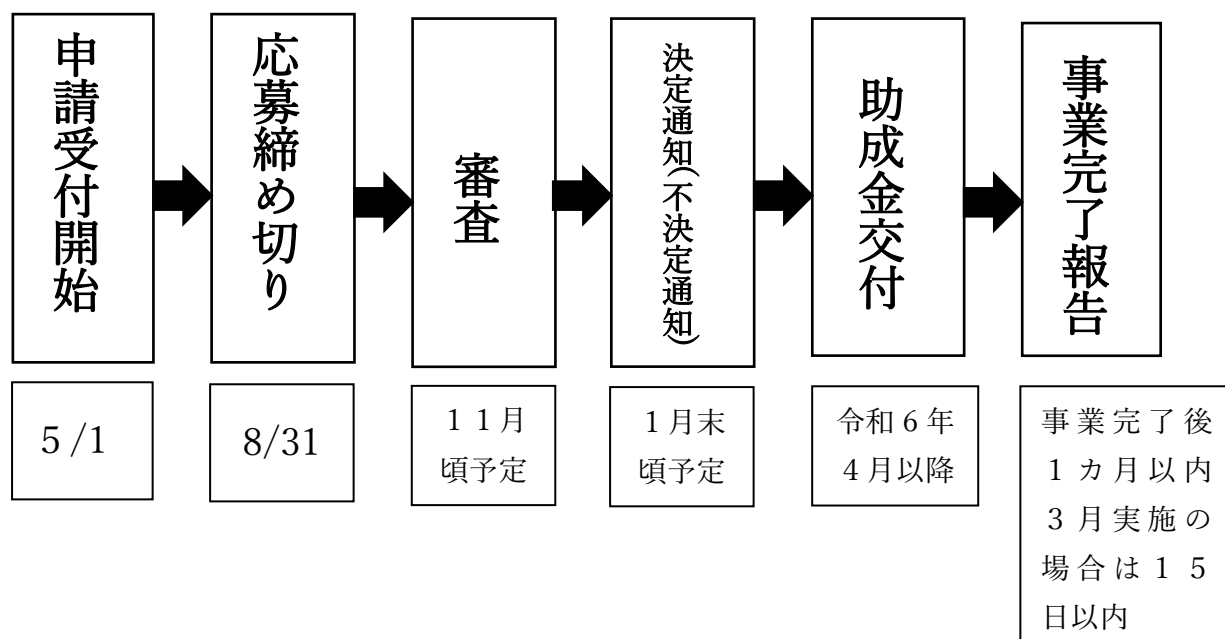 申請受付開始
応募締め切り
審査
決定通知(不決定通知)
助成金交付
事業完了報告
5/1
8/31
１１月
頃予定
１月末
頃予定
令和６年
４月以降
事業完了後
１カ月以内
３月実施の
場合は１５
日以内